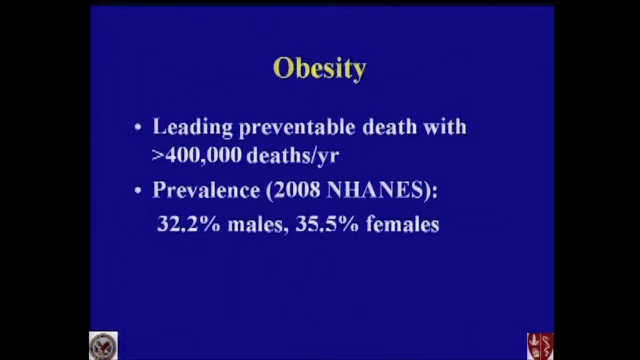 Obesity
• Leading preventable death with
>400,000 deaths/yr
• Prevalence (2008 NHANES):
32.2% males, 35.5% females